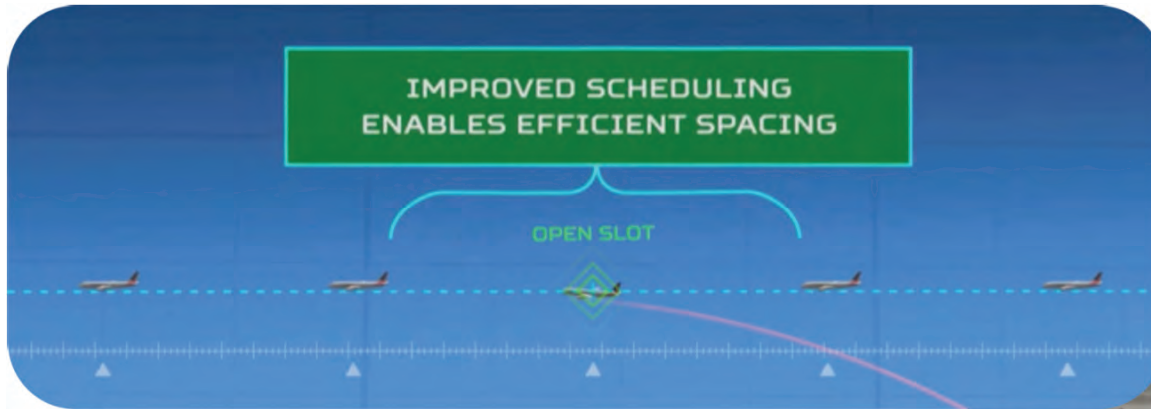 IMPROVED SCHEDULING
ENABLES EFFICIENT SPACING
OPEN SLOT